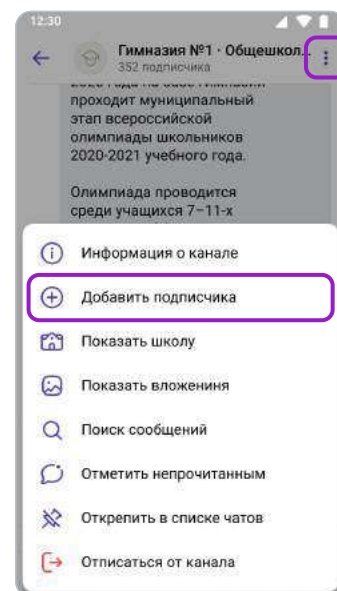 12:30
Гимназия №1 · Общешкол..
352 подписчика
проходит муниципальный
этап всероссийской
олимпиады школьников
2020-2021 учебного года.
Олимпиада проводится
среди учащихся 7–11-х
Информация о канале
Добавить подписчика
Показать школу
Показать вложенния
Поиск сообщений
Отметить непрочитанным
Открепить в списке чатов
Отписаться от канала